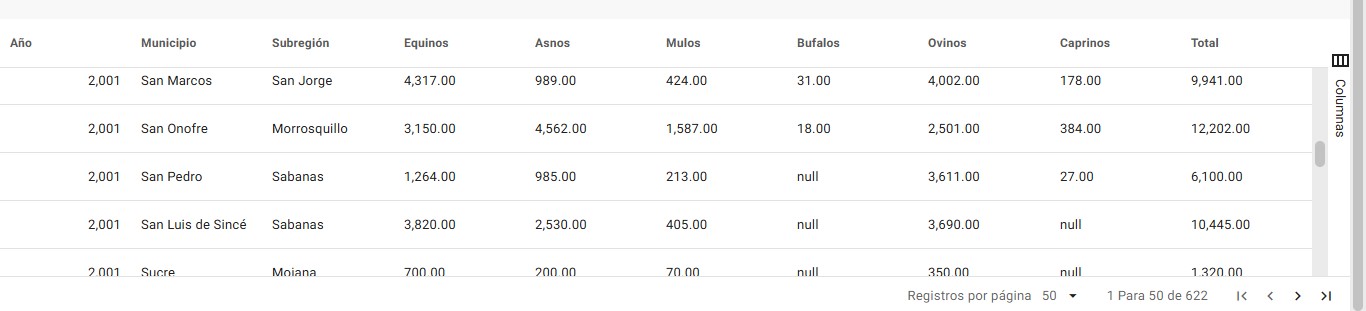 Año Municipio Subregión Equinos Asnos Mulos Bufalos Ovinos Caprinos Total
2,001 San Marcos San Jorge 4,317.00 989.00 424.00 31.00 4,002.00 178.00 9,941.00
2,001 San Onofre Morrosquillo 3,150.00 4,562.00 1,587.00 18.00 2,501.00 384.00 12,202.00
2,001 San Pedro Sabanas 1,264.00 985.00 213.00 null 3,611.00 27.00 6,100.00
2,001 San Luis de Sincé Sabanas 3,820.00 2,530.00 405.00 null 3,690.00 null 10,445.00
2,001 Sucre Mojana 700.00 200.00 70.00 null 350.00 null 1,320.00
Columnas
Registros por página 50 1 Para 50 de 622